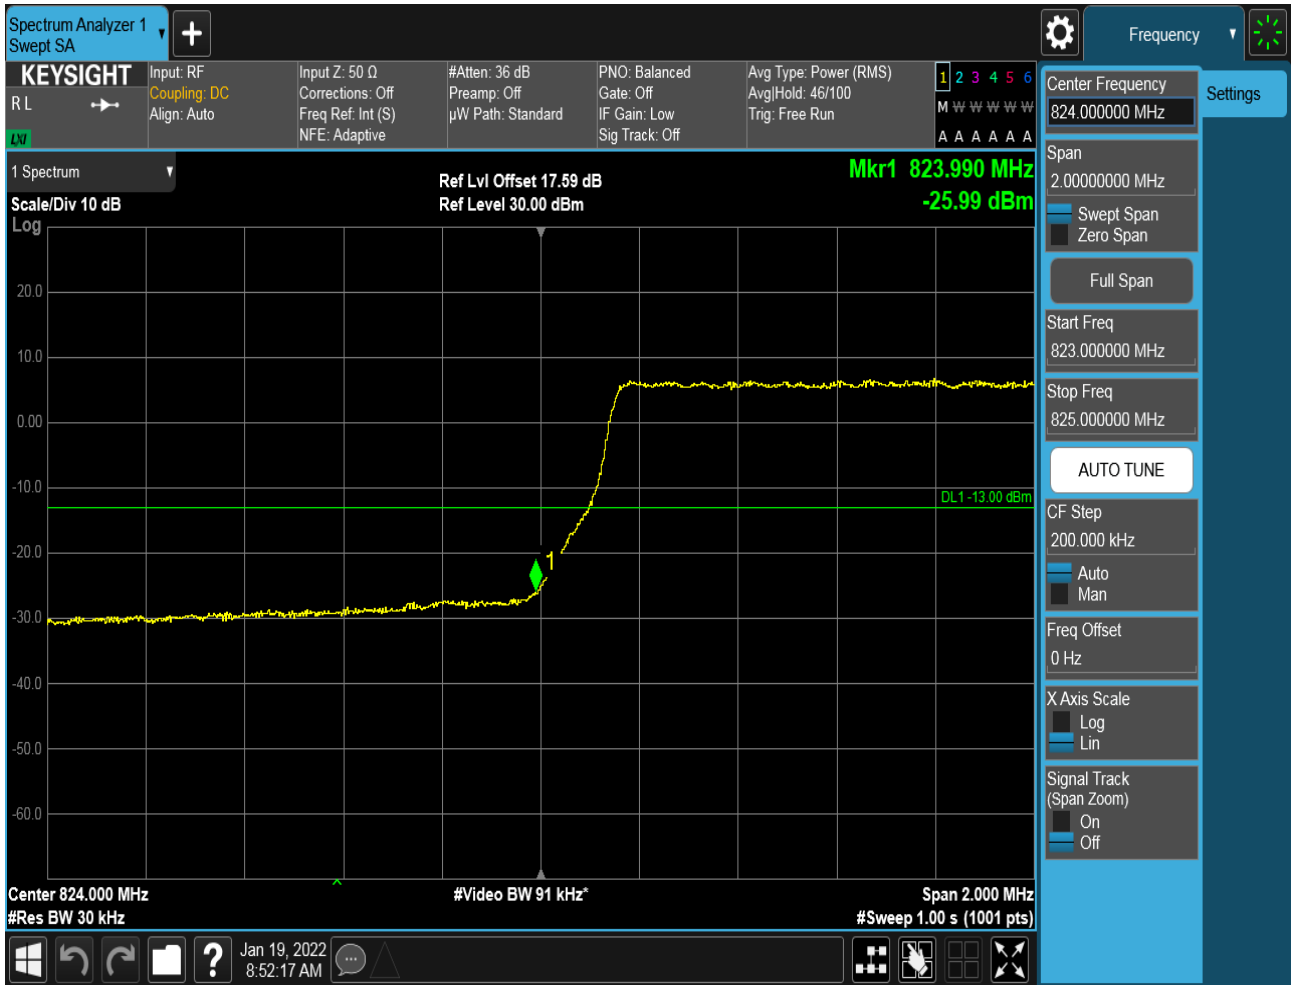 Spectrum Analyzer 1
Swept SA
+
Frequency
KEYSIGHT
R L
LXI
Input: RF
Coupling: DC
Align: Auto
Input Z: 50 Ω
Corrections: Off
Freq Ref: Int (S)
NFE: Adaptive
#Atten: 36 dB
Preamp: Off
µW Path: Standard
PNO: Balanced
Gate: Off
IF Gain: Low
Sig Track: Off
Avg Type: Power (RMS)
Avg|Hold: 46/100
Trig: Free Run
1 2 3 4 5 6
M W W W W W
A A A A A A
1 Spectrum
Scale/Div 10 dB
Log
Ref Lvl Offset 17.59 dB
Ref Level 30.00 dBm
Mkr1 823.990 MHz
-25.99 dBm
20.0
10.0
0.00
-10.0
-20.0
-30.0
-40.0
-50.0
-60.0
DL1 -13.00 dBm
1
Center 824.000 MHz
#Res BW 30 kHz
#Video BW 91 kHz*
Span 2.000 MHz
#Sweep 1.00 s (1001 pts)
?
Jan 19, 2022
8:52:17 AM
Center Frequency
824.000000 MHz
Settings
Span
2.00000000 MHz
Swept Span
Zero Span
Full Span
Start Freq
823.000000 MHz
Stop Freq
825.000000 MHz
AUTO TUNE
CF Step
200.000 kHz
Auto
Man
Freq Offset
0 Hz
X Axis Scale
Log
Lin
Signal Track
(Span Zoom)
On
Off